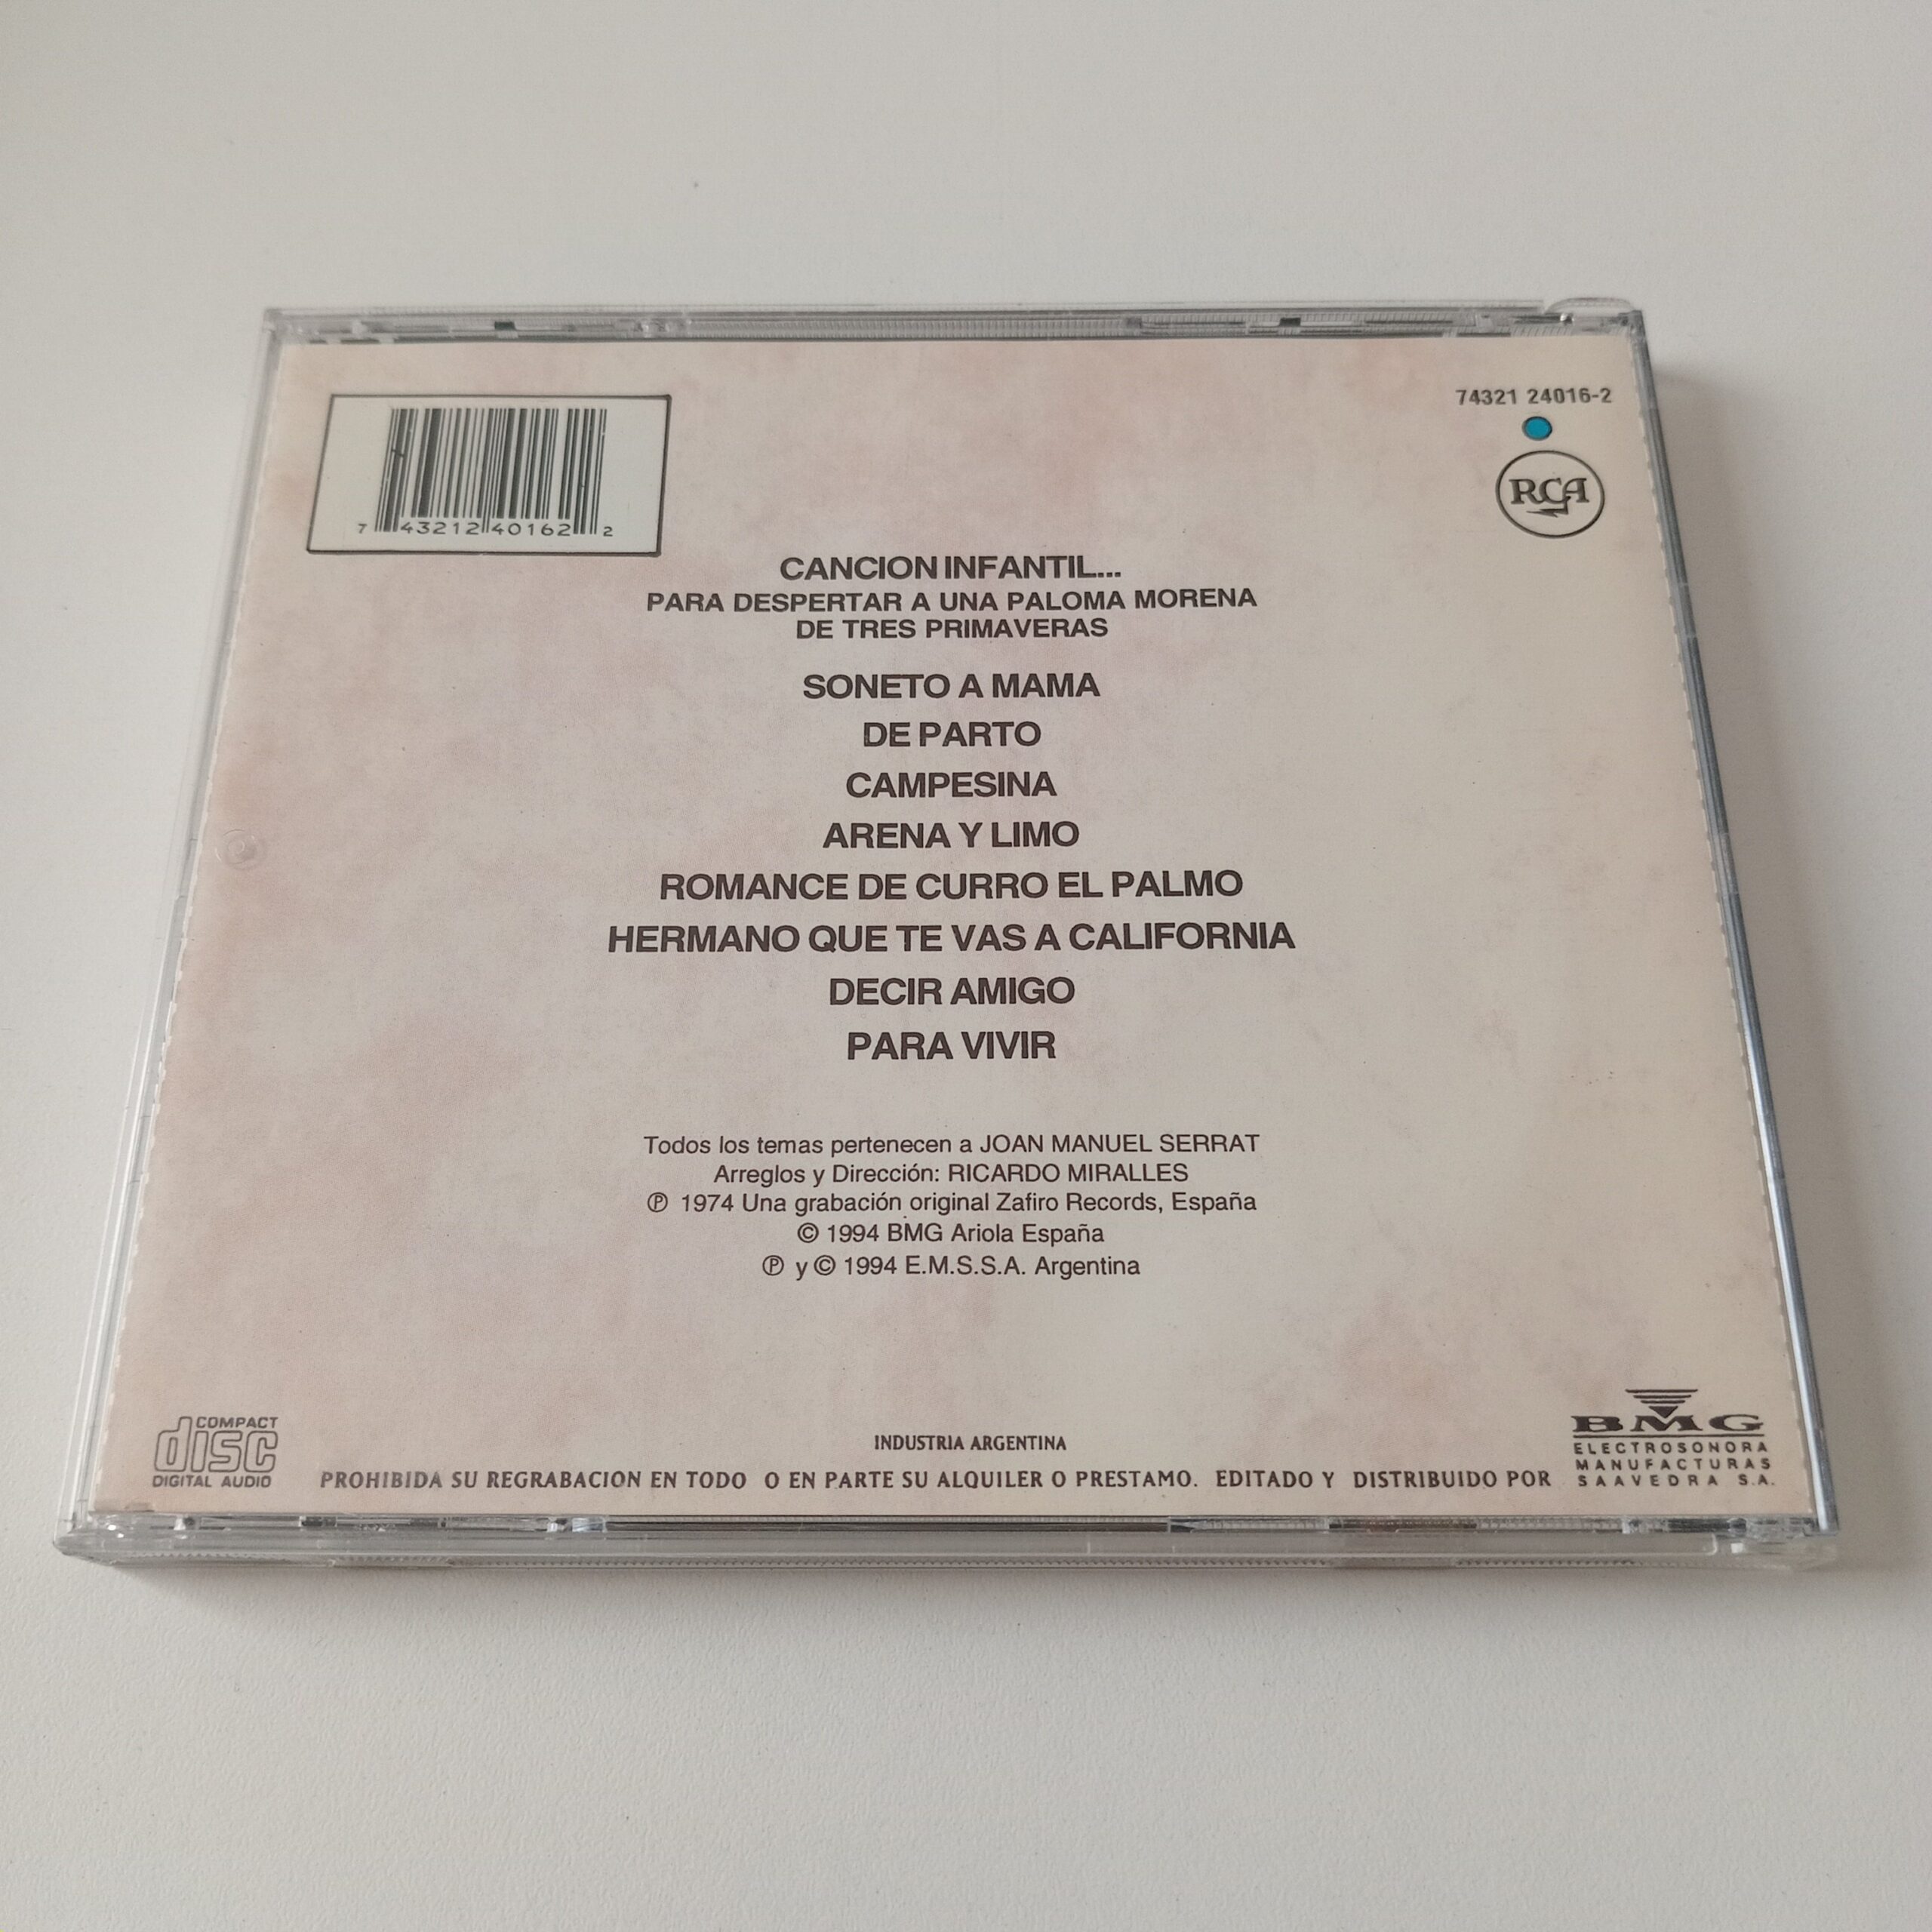 74321 24016-2
RCA
7 43212 40162 2
CANCION INFANTIL...
PARA DESPERTAR A UNA PALOMA MORENA
DE TRES PRIMAVERAS
SONETO A MAMA
DE PARTO
CAMPESINA
ARENA Y LIMO
ROMANCE DE CURRO EL PALMO
HERMANO QUE TE VAS A CALIFORNIA
DECIR AMIGO
PARA VIVIR
Todos los temas pertenecen a JOAN MANUEL SERRAT
Arreglos y Dirección: RICARDO MIRALLES
℗ 1974 Una grabación original Zafiro Records, España
© 1994 BMG Ariola España
℗ y © 1994 E.M.S.S.A. Argentina
COMPACT
disc
DIGITAL AUDIO
INDUSTRIA ARGENTINA
PROHIBIDA SU REGRABACION EN TODO O EN PARTE SU ALQUILER O PRESTAMO. EDITADO Y DISTRIBUIDO POR
BMG
ELECTROSONORA
MANUFACTURAS
SAAVEDRA S.A.